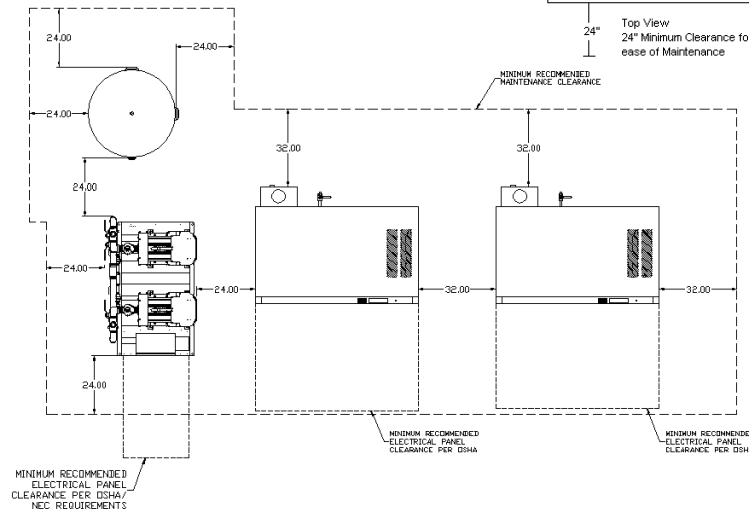 24"
Top View
24" Minimum Clearance fo
ease of Maintenance
24.00
24.00
MINIMUM RECOMMENDED
MAINTENANCE CLEARANCE
24.00
32.00
32.00
24.00
24.00
24.00
32.00
32.00
24.00
MINIMUM RECOMMENDED
ELECTRICAL PANEL
CLEARANCE PER OSHA
MINIMUM RECOMMENDE
ELECTRICAL PANEL
CLEARANCE PER OSH
MINIMUM RECOMMENDED
ELECTRICAL PANEL
CLEARANCE PER OSHA/
NEC REQUIREMENTS